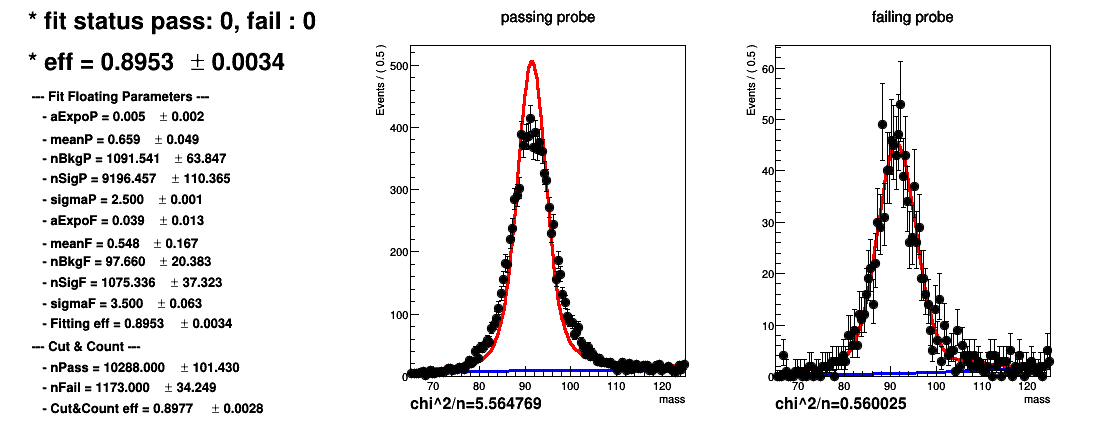 * fit status pass: 0, fail : 0
* eff = 0.8953 ± 0.0034
--- Fit Floating Parameters ---
- aExpoP = 0.005 ± 0.002
- meanP = 0.659 ± 0.049
- nBkgP = 1091.541 ± 63.847
- nSigP = 9196.457 ± 110.365
- sigmaP = 2.500 ± 0.001
- aExpoF = 0.039 ± 0.013
- meanF = 0.548 ± 0.167
- nBkgF = 97.660 ± 20.383
- nSigF = 1075.336 ± 37.323
- sigmaF = 3.500 ± 0.063
- Fitting eff = 0.8953 ± 0.0034
--- Cut & Count ---
- nPass = 10288.000 ± 101.430
- nFail = 1173.000 ± 34.249
- Cut&Count eff = 0.8977 ± 0.0028
passing probe
Events / ( 0.5 )
500
400
300
200
100
0
70 80 90 100 110 120
mass
chi^2/n=5.564769
failing probe
Events / ( 0.5 )
60
50
40
30
20
10
0
70 80 90 100 110 120
mass
chi^2/n=0.560025